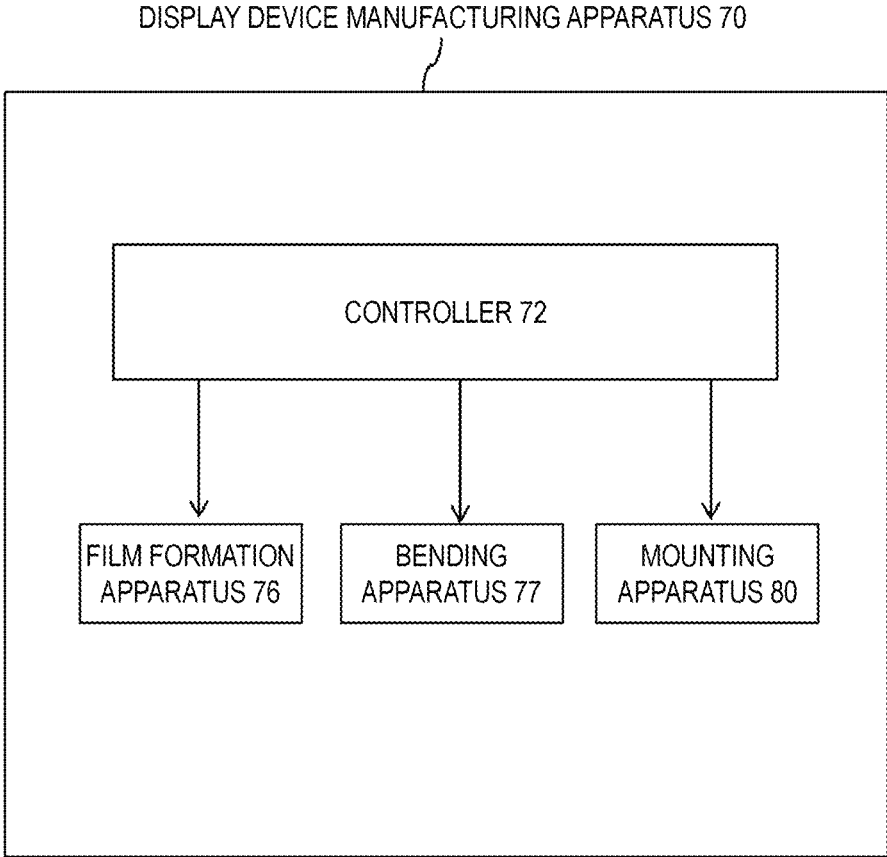 DISPLAY DEVICE MANUFACTURING APPARATUS 70
CONTROLLER 72
FILM FORMATION
APPARATUS 76
BENDING
APPARATUS 77
MOUNTING
APPARATUS 80